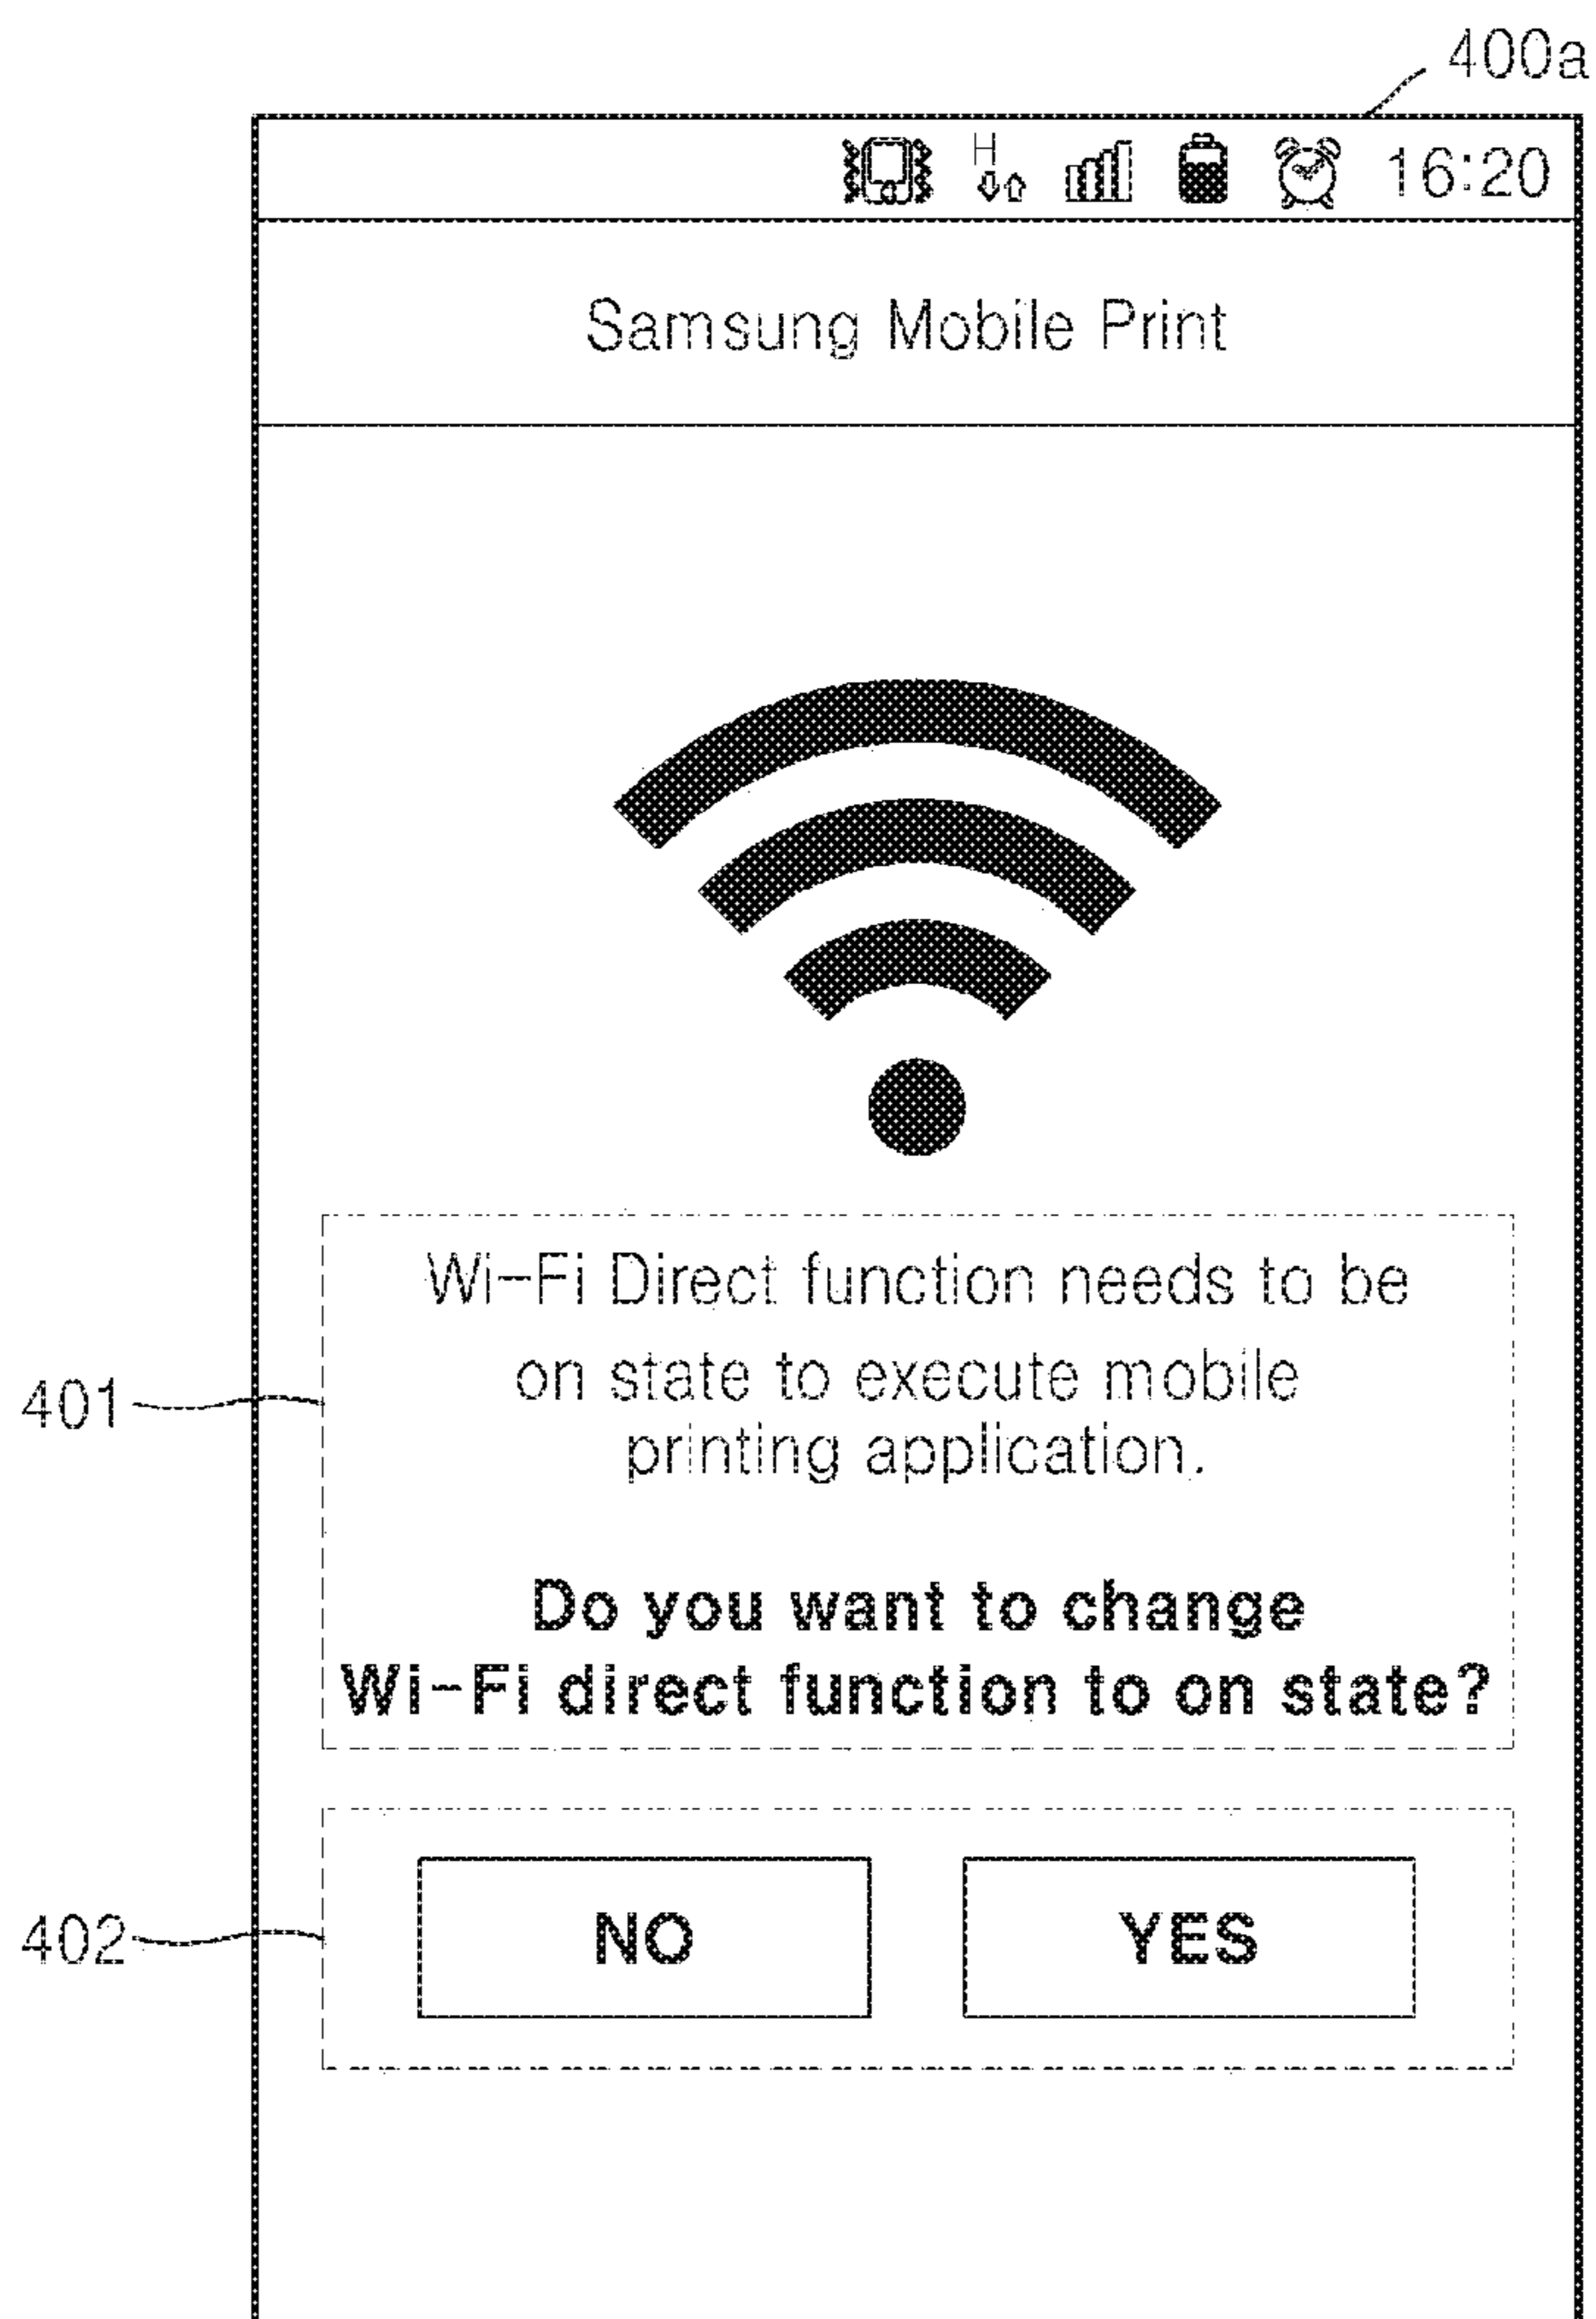 400a
H
16:20
Samsung Mobile Print
Wi-Fi Direct function needs to be
on state to execute mobile
printing application.
401
Do you want to change
Wi-Fi direct function to on state?
402
NO
YES